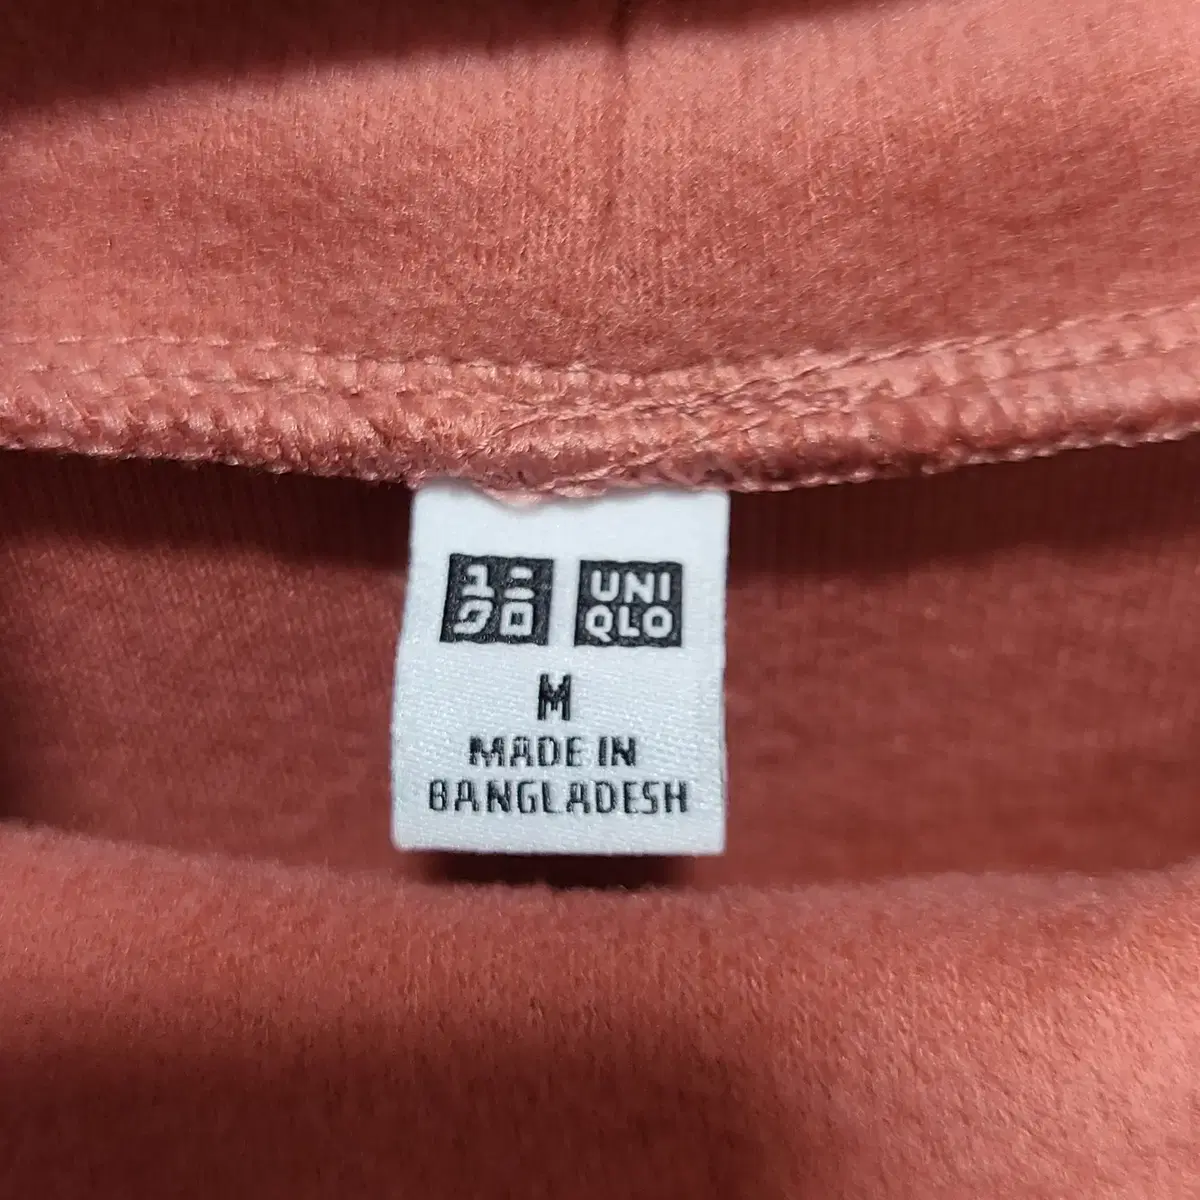 ユニ UNI
クロ QLO
M
MADE IN
BANGLADESH